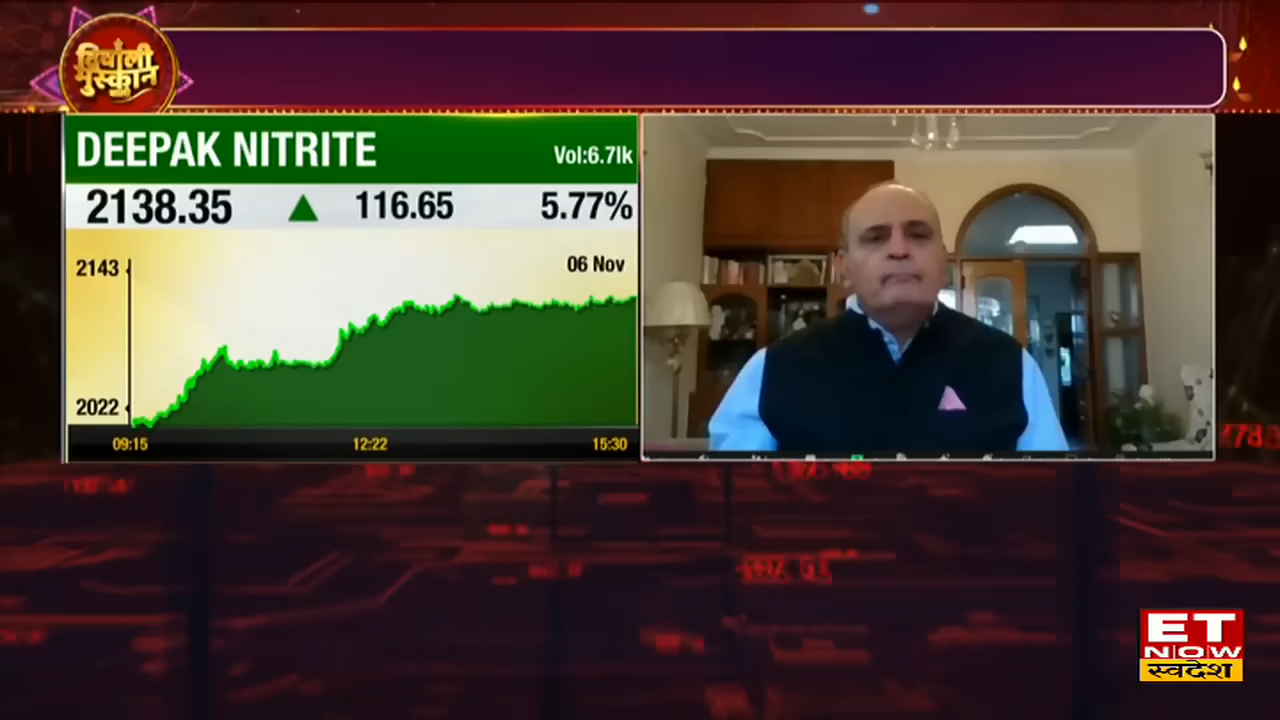 दिवाली
मुस्कान
DEEPAK NITRITE
Vol:6.7lk
2138.35 ▲ 116.65 5.77%
2143
06 Nov
2022
09:15 12:22 15:30
ET
NOW
स्वदेश